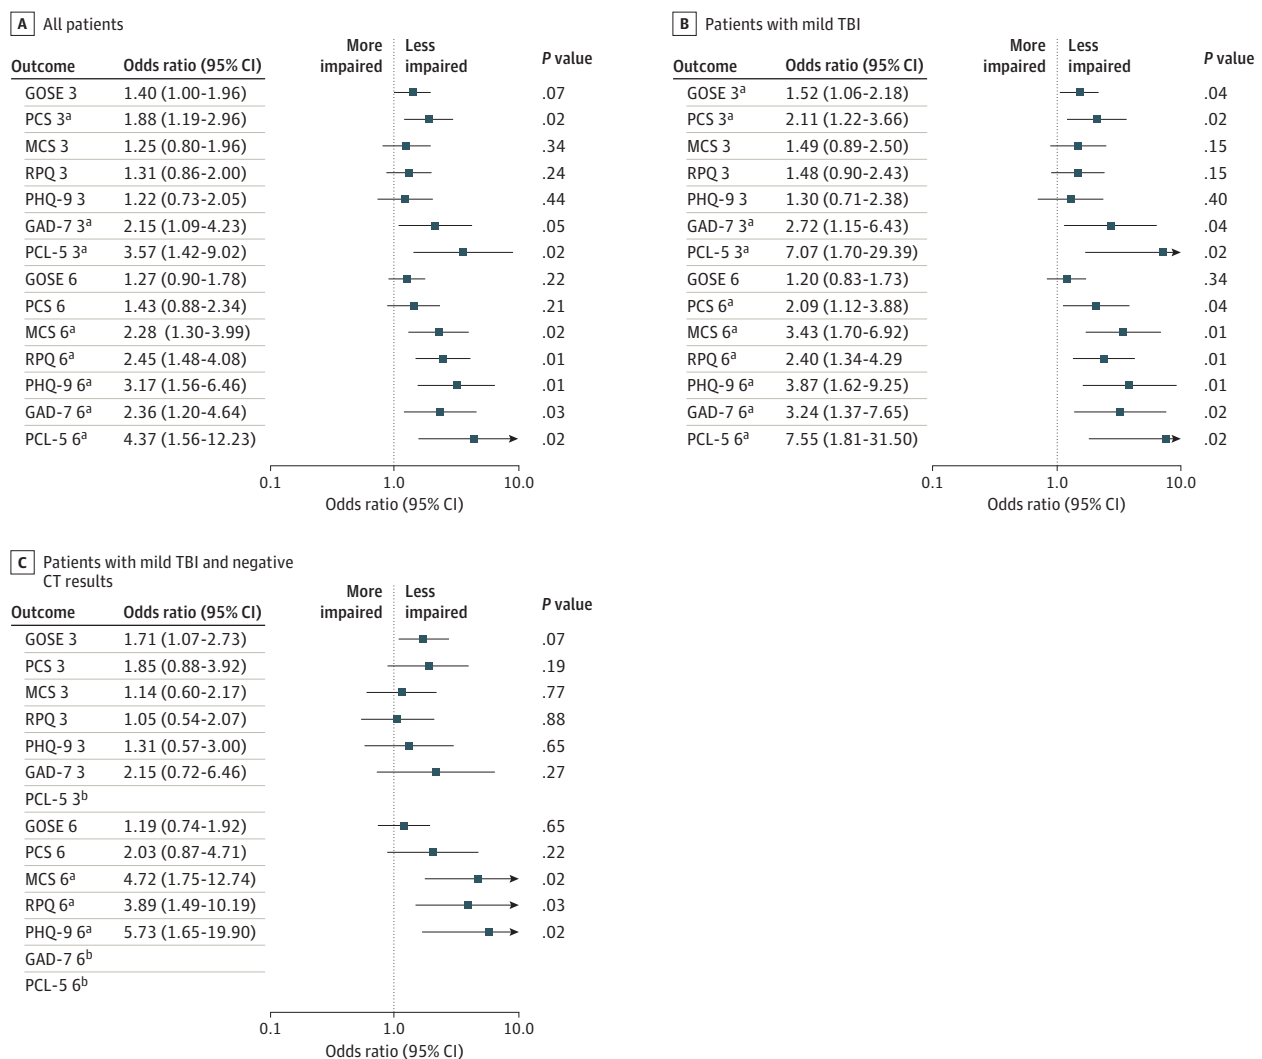 A All patients
More Less
Outcome Odds ratio (95% CI) impaired impaired P value
GOSE 3 1.40 (1.00-1.96) .07
PCS 3a 1.88 (1.19-2.96) .02
MCS 3 1.25 (0.80-1.96) .34
RPQ 3 1.31 (0.86-2.00) .24
PHQ-9 3 1.22 (0.73-2.05) .44
GAD-7 3a 2.15 (1.09-4.23) .05
PCL-5 3a 3.57 (1.42-9.02) .02
GOSE 6 1.27 (0.90-1.78) .22
PCS 6 1.43 (0.88-2.34) .21
MCS 6a 2.28 (1.30-3.99) .02
RPQ 6a 2.45 (1.48-4.08) .01
PHQ-9 6a 3.17 (1.56-6.46) .01
GAD-7 6a 2.36 (1.20-4.64) .03
PCL-5 6a 4.37 (1.56-12.23) .02
0.1 1.0 10.0
Odds ratio (95% CI)
B Patients with mild TBI
More Less
Outcome Odds ratio (95% CI) impaired impaired P value
GOSE 3a 1.52 (1.06-2.18) .04
PCS 3a 2.11 (1.22-3.66) .02
MCS 3 1.49 (0.89-2.50) .15
RPQ 3 1.48 (0.90-2.43) .15
PHQ-9 3 1.30 (0.71-2.38) .40
GAD-7 3a 2.72 (1.15-6.43) .04
PCL-5 3a 7.07 (1.70-29.39) .02
GOSE 6 1.20 (0.83-1.73) .34
PCS 6a 2.09 (1.12-3.88) .04
MCS 6a 3.43 (1.70-6.92) .01
RPQ 6a 2.40 (1.34-4.29 .01
PHQ-9 6a 3.87 (1.62-9.25) .01
GAD-7 6a 3.24 (1.37-7.65) .02
PCL-5 6a 7.55 (1.81-31.50) .02
0.1 1.0 10.0
Odds ratio (95% CI)
C Patients with mild TBI and negative
CT results
More Less
Outcome Odds ratio (95% CI) impaired impaired P value
GOSE 3 1.71 (1.07-2.73) .07
PCS 3 1.85 (0.88-3.92) .19
MCS 3 1.14 (0.60-2.17) .77
RPQ 3 1.05 (0.54-2.07) .88
PHQ-9 3 1.31 (0.57-3.00) .65
GAD-7 3 2.15 (0.72-6.46) .27
PCL-5 3b
GOSE 6 1.19 (0.74-1.92) .65
PCS 6 2.03 (0.87-4.71) .22
MCS 6a 4.72 (1.75-12.74) .02
RPQ 6a 3.89 (1.49-10.19) .03
PHQ-9 6a 5.73 (1.65-19.90) .02
GAD-7 6b
PCL-5 6b
0.1 1.0 10.0
Odds ratio (95% CI)